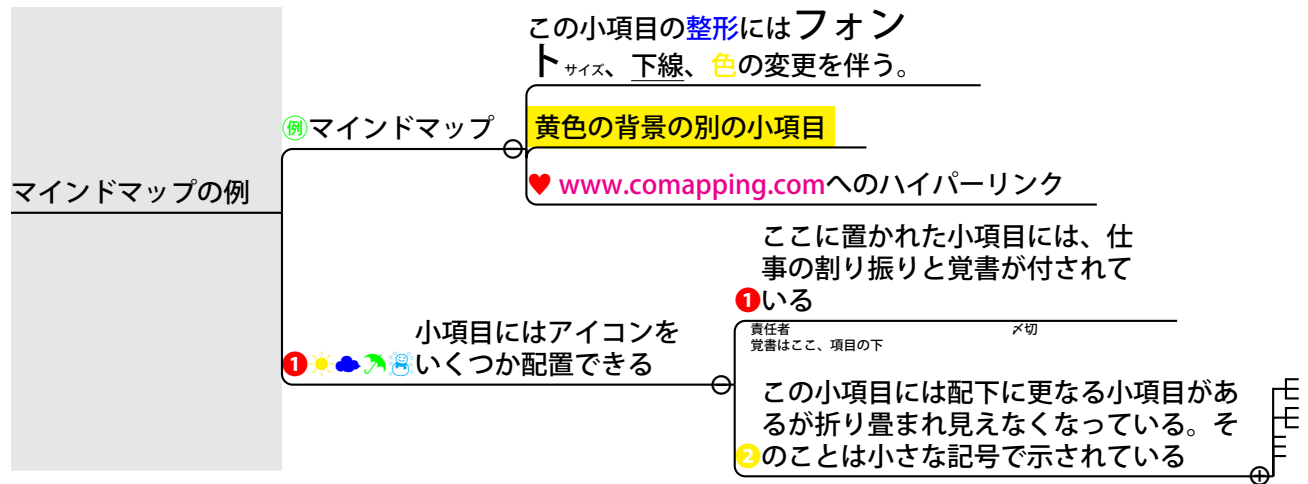 マインドマップの例
例マインドマップ
この小項目の整形にはフォン
トサイズ、下線、色の変更を伴う。
黄色の背景の別の小項目
♥ www.comapping.comへのハイパーリンク
1小項目にはアイコンを
いくつか配置できる
ここに置かれた小項目には、仕
事の割り振りと覚書が付されて
1いる
責任者 〆切
覚書はここ、項目の下
この小項目には配下に更なる小項目があ
るが折り畳まれ見えなくなっている。そ
2のことは小さな記号で示されている